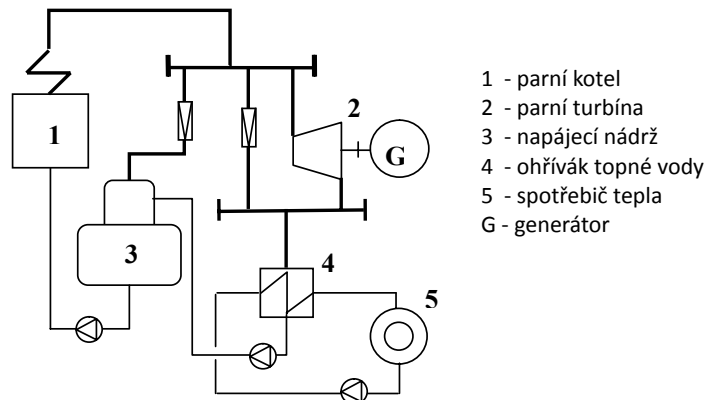 1
2
G
3
4
5
1 - parní kotel
2 - parní turbína
3 - napájecí nádrž
4 - ohřívák topné vody
5 - spotřebič tepla
G - generátor